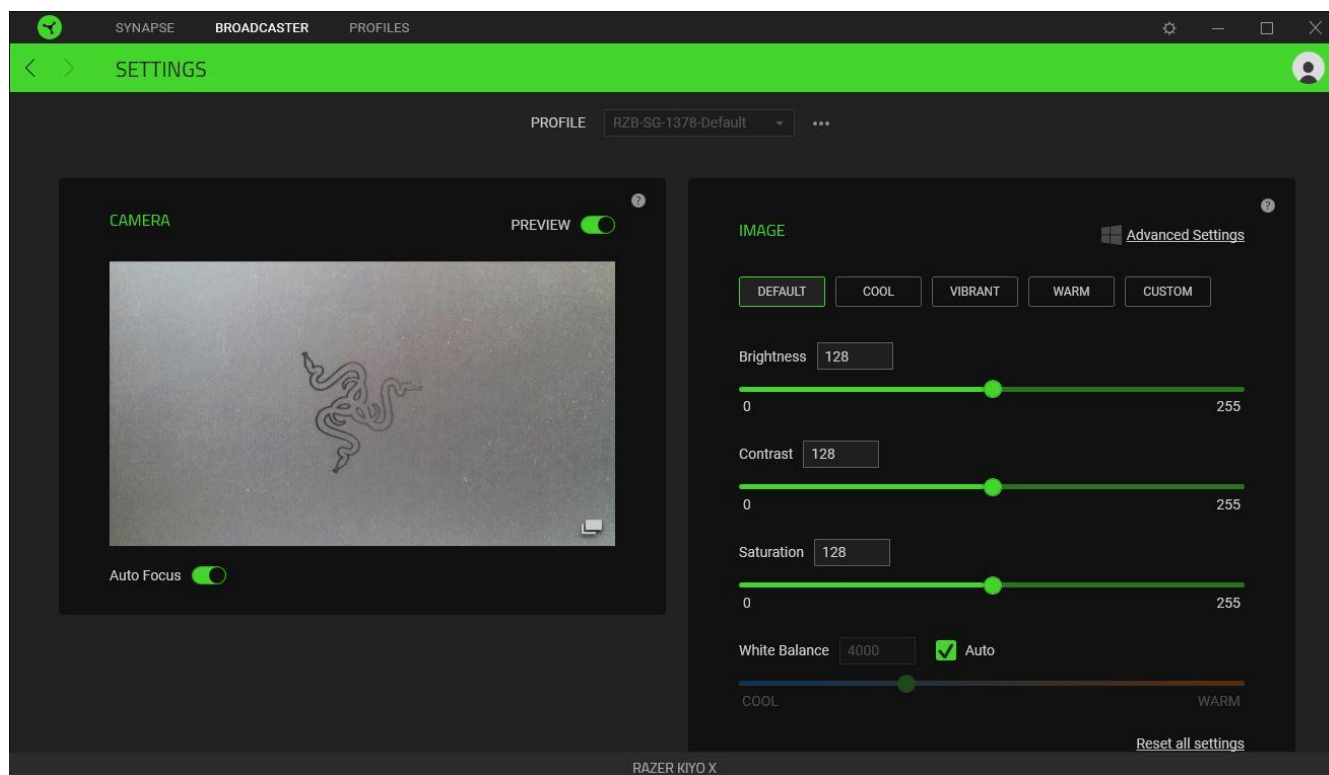 SYNAPSE BROADCASTER PROFILES
SETTINGS
PROFILE RZB-SG-1378-Default
CAMERA
PREVIEW
Auto Focus
IMAGE
Advanced Settings
DEFAULT COOL VIBRANT WARM CUSTOM
Brightness 128
0 255
Contrast 128
0 255
Saturation 128
0 255
White Balance 4000 Auto
COOL WARM
Reset all settings
RAZER KIYO X